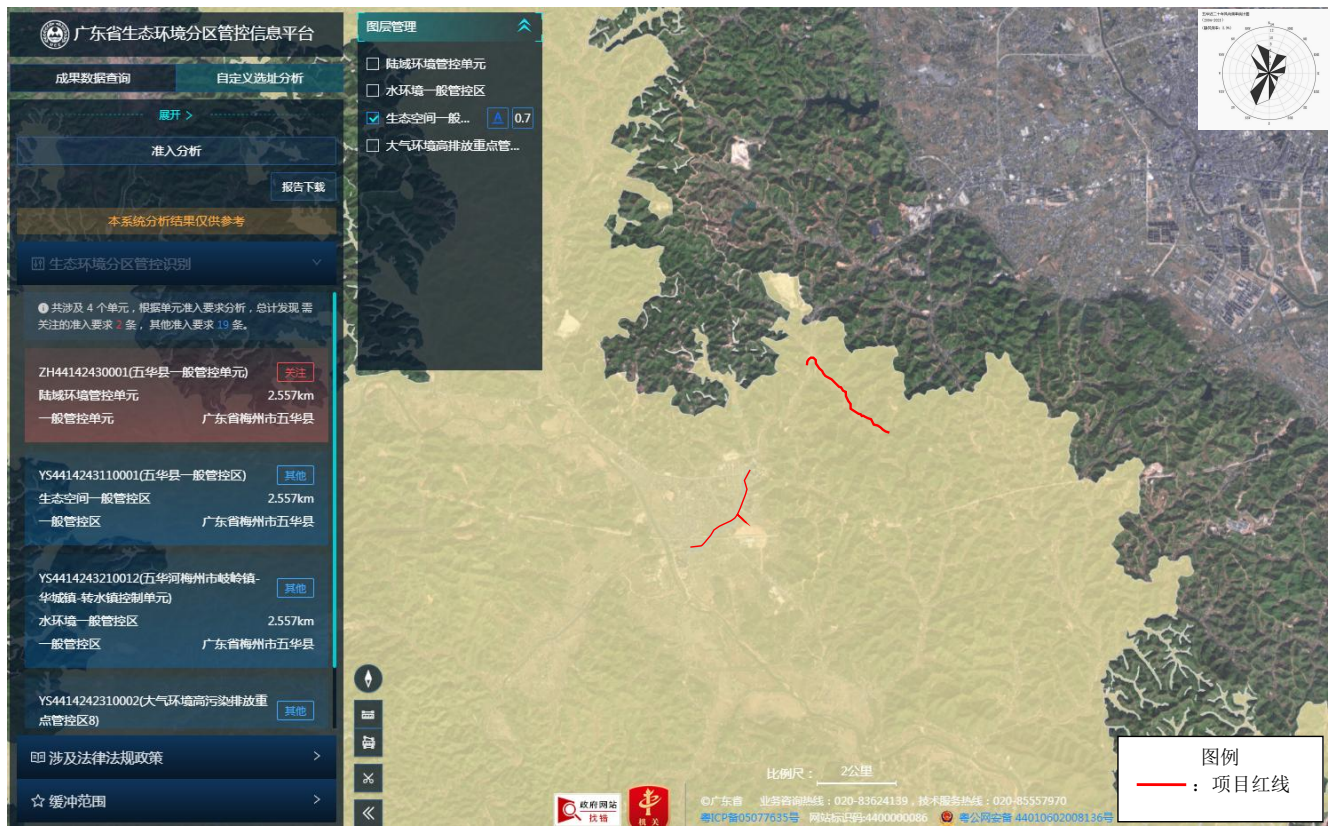 广东省生态环境分区管控信息平台
成果数据查询
自定义选址分析
展开 >
准入分析
报告下载
本系统分析结果仅供参考
生态环境分区管控识别
共涉及 4 个单元，根据单元准入要求分析，总计发现 需
关注的准入要求 2 条， 其他准入要求 19 条。
ZH44142430001(五华县一般管控单元)
关注
陆域环境管控单元
2.557km
一般管控单元
广东省梅州市五华县
YS4414243110001(五华县一般管控区)
其他
生态空间一般管控区
2.557km
一般管控区
广东省梅州市五华县
YS4414243210012(五华河梅州市岐岭镇-
华城镇-转水镇控制单元)
其他
水环境一般管控区
2.557km
一般管控区
广东省梅州市五华县
YS4414242310002(大气环境高污染排放重
点管控区8)
其他
涉及法律法规政策
缓冲范围
图层管理
陆域环境管控单元
水环境一般管控区
生态空间一般...
A
0.7
大气环境高排放重点管...
比例尺：
2公里
政府网站
找错
机关
©广东省 业务咨询热线：020-83624139，技术服务热线：020-85557970
粤ICP备05077635号 网站标识码4400000086 粤公网安备 44010602008136号
图例
：项目红线